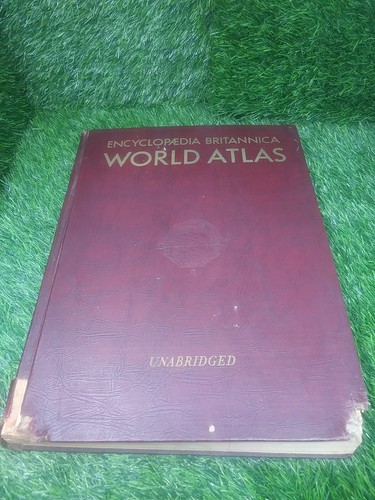 ENCYCLOPÆDIA BRITANNICA
WORLD ATLAS
UNABRIDGED